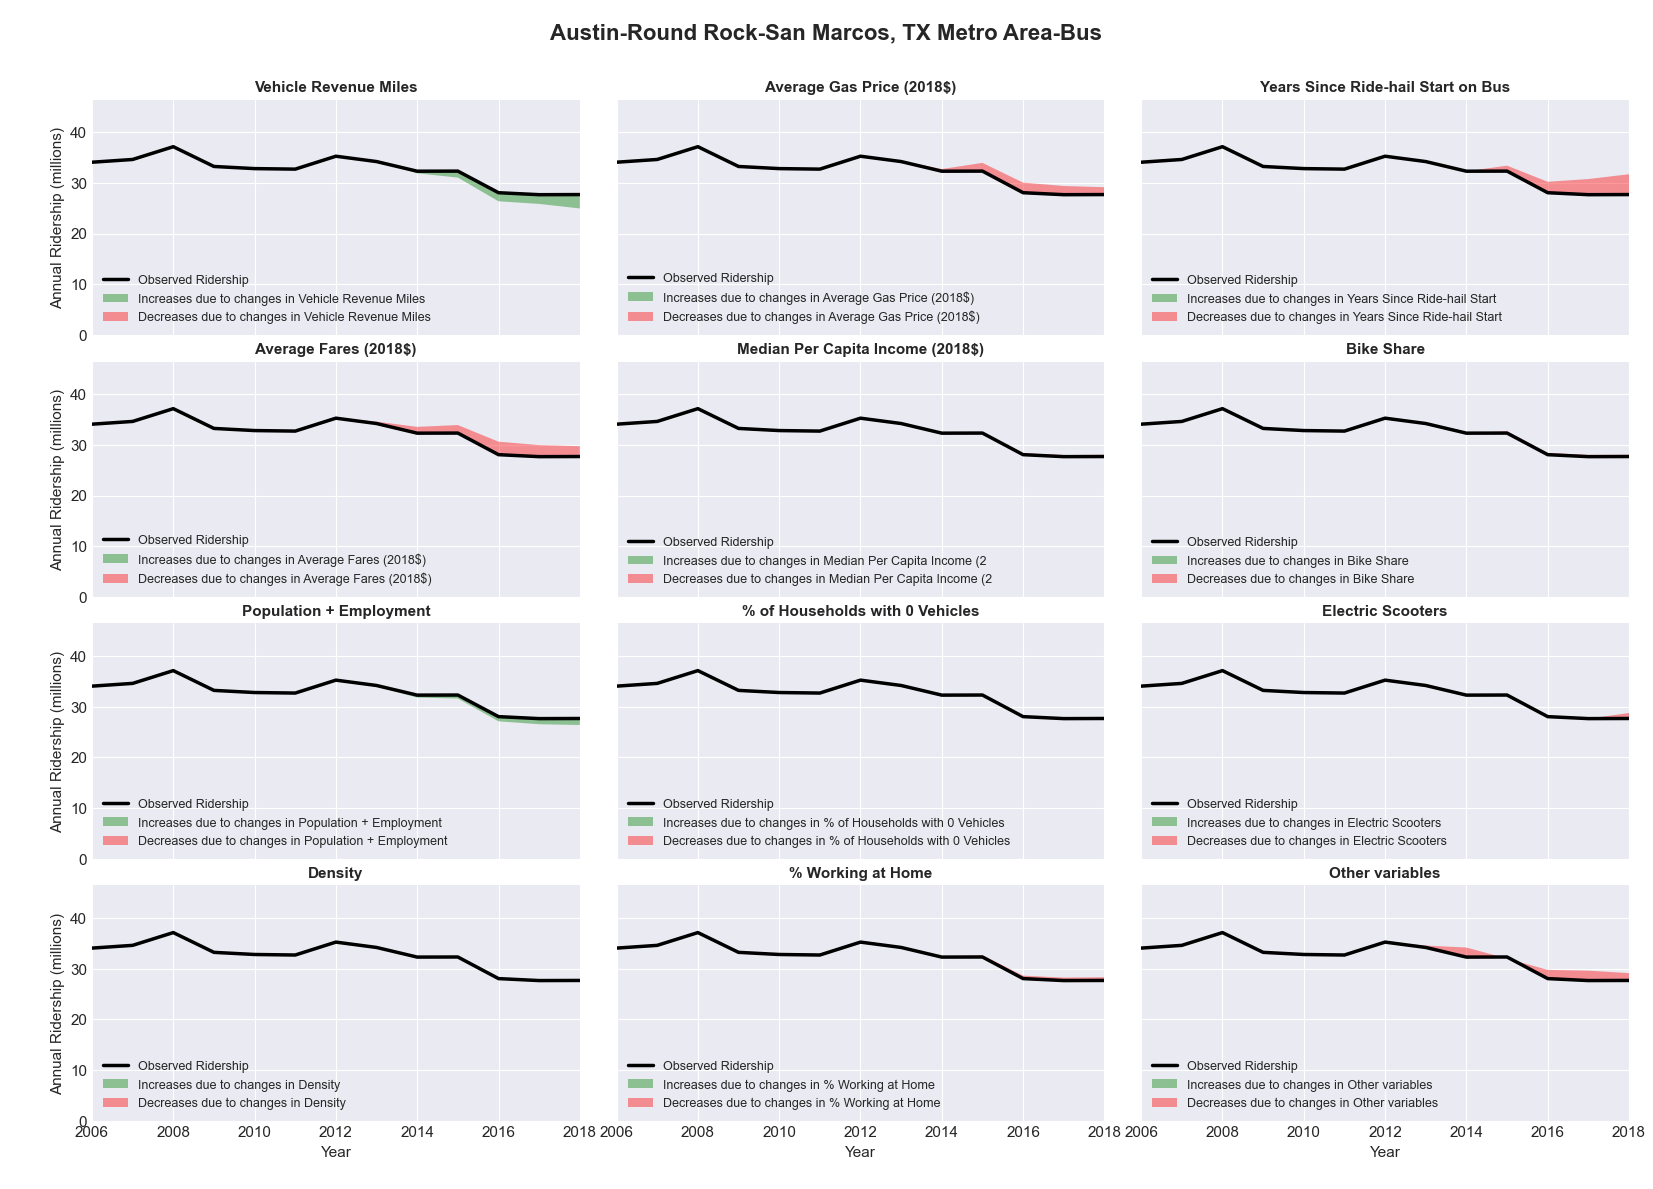 Austin-Round Rock-San Marcos, TX Metro Area-Bus
Vehicle Revenue Miles
Annual Ridership (millions)
40
30
20
10
0
Observed Ridership
Increases due to changes in Vehicle Revenue Miles
Decreases due to changes in Vehicle Revenue Miles
Average Gas Price (2018$)
Observed Ridership
Increases due to changes in Average Gas Price (2018$)
Decreases due to changes in Average Gas Price (2018$)
Years Since Ride-hail Start on Bus
Observed Ridership
Increases due to changes in Years Since Ride-hail Start
Decreases due to changes in Years Since Ride-hail Start
Average Fares (2018$)
Annual Ridership (millions)
40
30
20
10
0
Observed Ridership
Increases due to changes in Average Fares (2018$)
Decreases due to changes in Average Fares (2018$)
Median Per Capita Income (2018$)
Observed Ridership
Increases due to changes in Median Per Capita Income (2
Decreases due to changes in Median Per Capita Income (2
Bike Share
Observed Ridership
Increases due to changes in Bike Share
Decreases due to changes in Bike Share
Population + Employment
Annual Ridership (millions)
40
30
20
10
0
Observed Ridership
Increases due to changes in Population + Employment
Decreases due to changes in Population + Employment
% of Households with 0 Vehicles
Observed Ridership
Increases due to changes in % of Households with 0 Vehicles
Decreases due to changes in % of Households with 0 Vehicles
Electric Scooters
Observed Ridership
Increases due to changes in Electric Scooters
Decreases due to changes in Electric Scooters
Density
Annual Ridership (millions)
40
30
20
10
0
Observed Ridership
Increases due to changes in Density
Decreases due to changes in Density
2006 2008 2010 2012 2014 2016 2018
Year
% Working at Home
Observed Ridership
Increases due to changes in % Working at Home
Decreases due to changes in % Working at Home
2006 2008 2010 2012 2014 2016 2018
Year
Other variables
Observed Ridership
Increases due to changes in Other variables
Decreases due to changes in Other variables
2006 2008 2010 2012 2014 2016 2018
Year